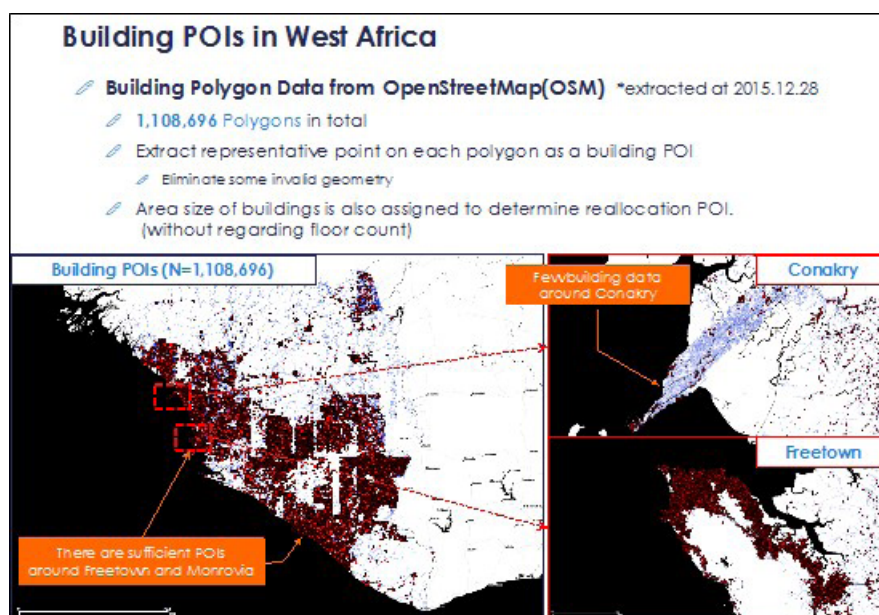 Building POIs in West Africa
Building Polygon Data from OpenStreetMap(OSM) *extracted at 2015.12.28
1,108,696 Polygons in total
Extract representative point on each polygon as a building POI
Eliminate some invalid geometry
Area size of buildings is also assigned to determine reallocation POI.
(without regarding floor count)
Building POIs (N=1,108,696)
Few building data
around Conakry
Conakry
Freetown
There are sufficient POIs
around Freetown and Monrovia